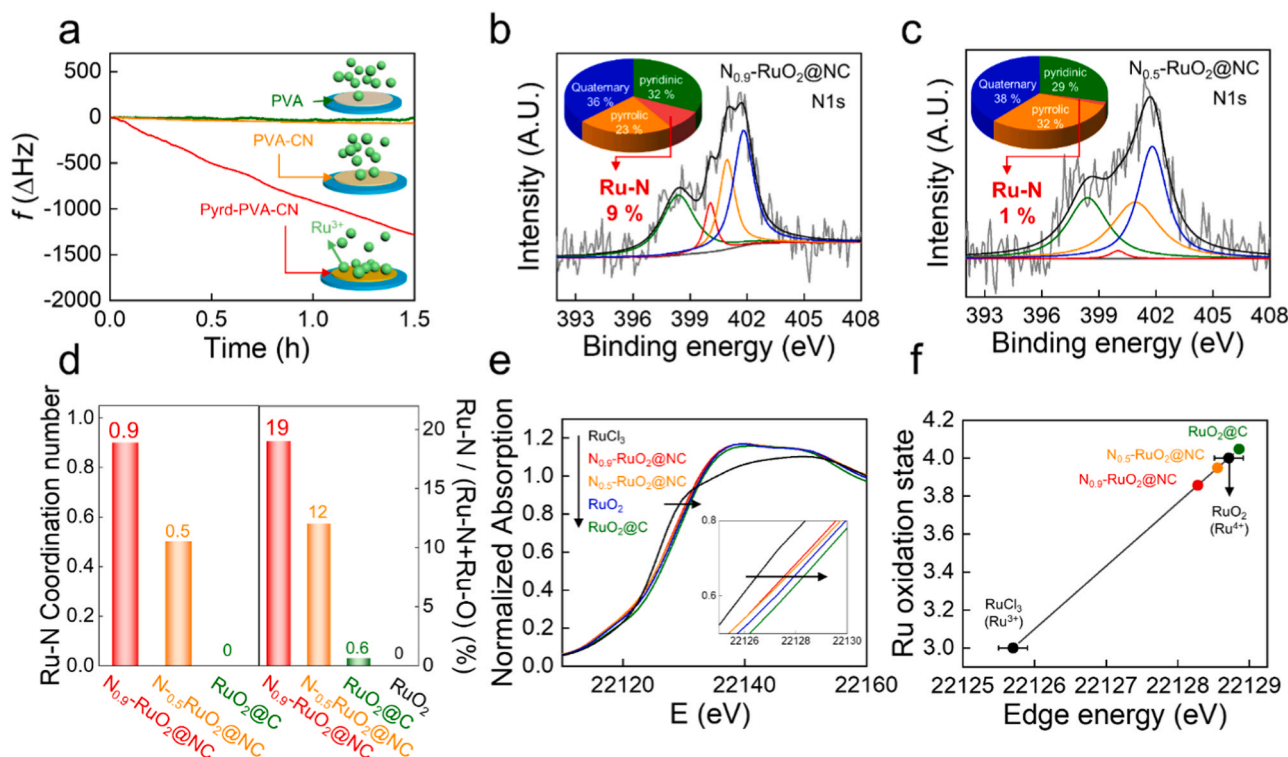 a
f (ΔHz)
500
0
-500
-1000
-1500
-2000
PVA
PVA-CN
Pyrd-PVA-CN
Ru³⁺
0.0 0.5 1.0 1.5
Time (h)
b
Intensity (A.U.)
N₀.₉-RuO₂@NC
N1s
Quaternary
36 %
pyridinic
32 %
pyrrolic
23 %
Ru-N
9 %
393 396 399 402 405 408
Binding energy (eV)
c
Intensity (A.U.)
N₀.₅-RuO₂@NC
N1s
Quaternary
38 %
pyridinic
29 %
pyrrolic
32 %
Ru-N
1 %
393 396 399 402 405 408
Binding energy (eV)
d
Ru-N Coordination number
1.0
0.8
0.6
0.4
0.2
0.0
0.9
0.5
0
19
12
0.6
0
20
15
10
5
0
Ru-N / (Ru-N+Ru-O) (%)
N₀.₉-RuO₂@NC
N-₀.₅RuO₂@NC
RuO₂@C
N₀.₉-RuO₂@NC
N-₀.₅RuO₂@NC
RuO₂@C
RuO₂
e
Normalized Absorption
1.2
1.0
0.8
0.6
0.4
0.2
0.0
RuCl₃
N₀.₉-RuO₂@NC
N₀.₅-RuO₂@NC
RuO₂
RuO₂@C
0.8
0.6
22126 22128 22130
22120 22140 22160
E (eV)
f
Ru oxidation state
4.2
4.0
3.8
3.6
3.4
3.2
3.0
RuO₂@C
N₀.₅-RuO₂@NC
N₀.₉-RuO₂@NC
RuO₂
(Ru⁴⁺)
RuCl₃
(Ru³⁺)
22125 22126 22127 22128 22129
Edge energy (eV)